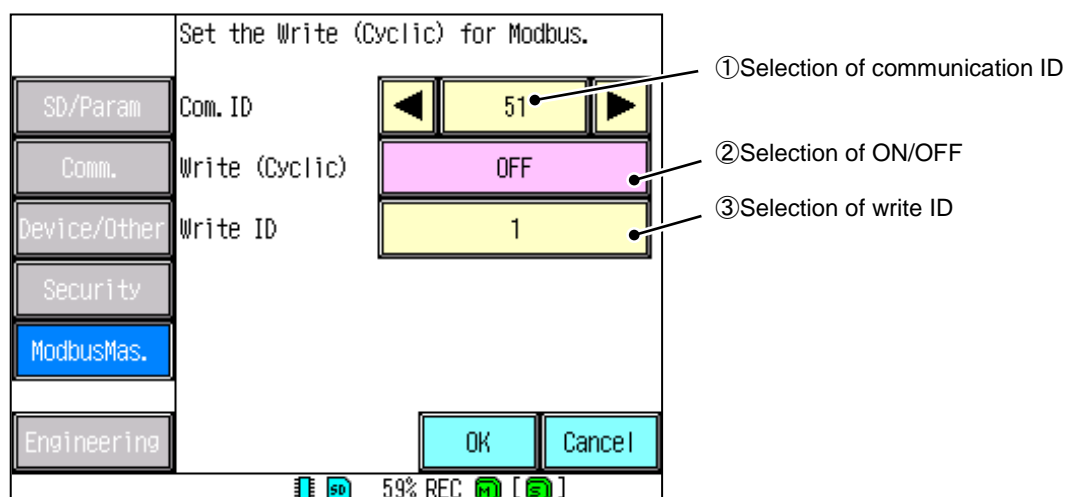 Set the Write (Cyclic) for Modbus.
①Selection of communication ID
SD/Param
Com. ID
51
Comm.
Write (Cyclic)
OFF
②Selection of ON/OFF
Device/Other
Write ID
1
③Selection of write ID
Security
ModbusMas.
Engineering
OK
Cancel
SD 59% REC M [S]